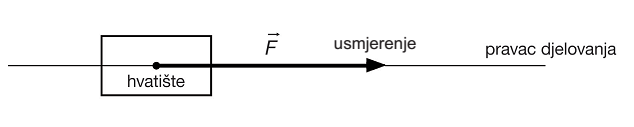 F⃗
usmjerenje
pravac djelovanja
hvatište